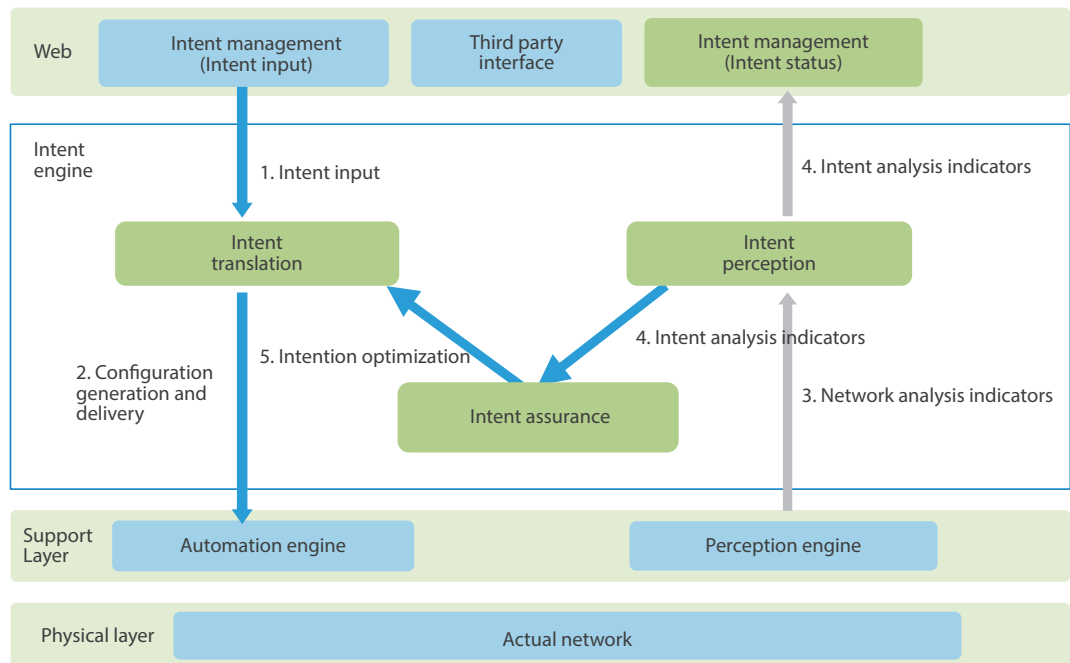 Web
Intent management
(Intent input)
Third party
interface
Intent management
(Intent status)
Intent
engine
1. Intent input
4. Intent analysis indicators
Intent
translation
Intent
perception
2. Configuration
generation and
delivery
5. Intention optimization
4. Intent analysis indicators
3. Network analysis indicators
Intent assurance
Support
Layer
Automation engine
Perception engine
Physical layer
Actual network